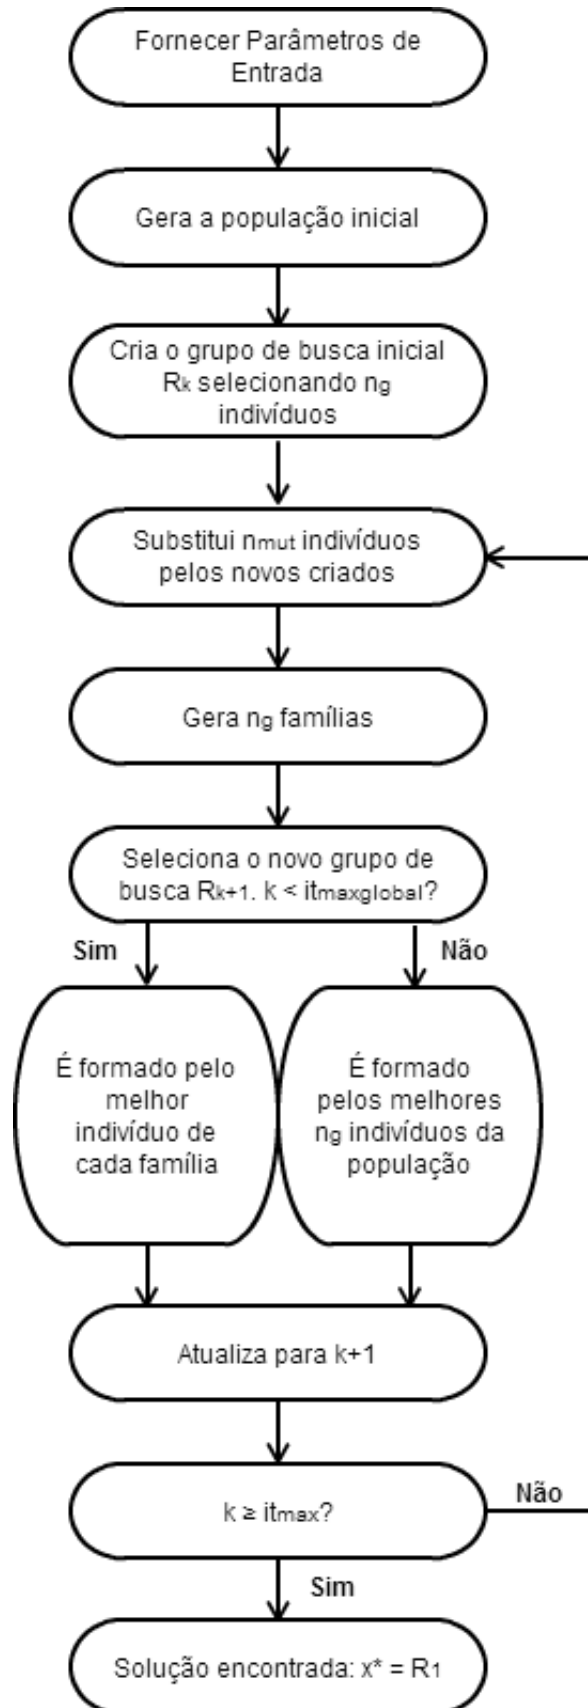 Fornecer Parâmetros de
Entrada
Gera a população inicial
Cria o grupo de busca inicial
Rk selecionando ng
indivíduos
Substitui nmut indivíduos
pelos novos criados
Gera ng famílias
Seleciona o novo grupo de
busca Rk+1. k < itmaxglobal?
Sim
Não
É formado pelo
melhor
indivíduo de
cada família
É formado
pelos melhores
ng indivíduos da
população
Atualiza para k+1
k ≥ itmax?
Não
Sim
Solução encontrada: x* = R1